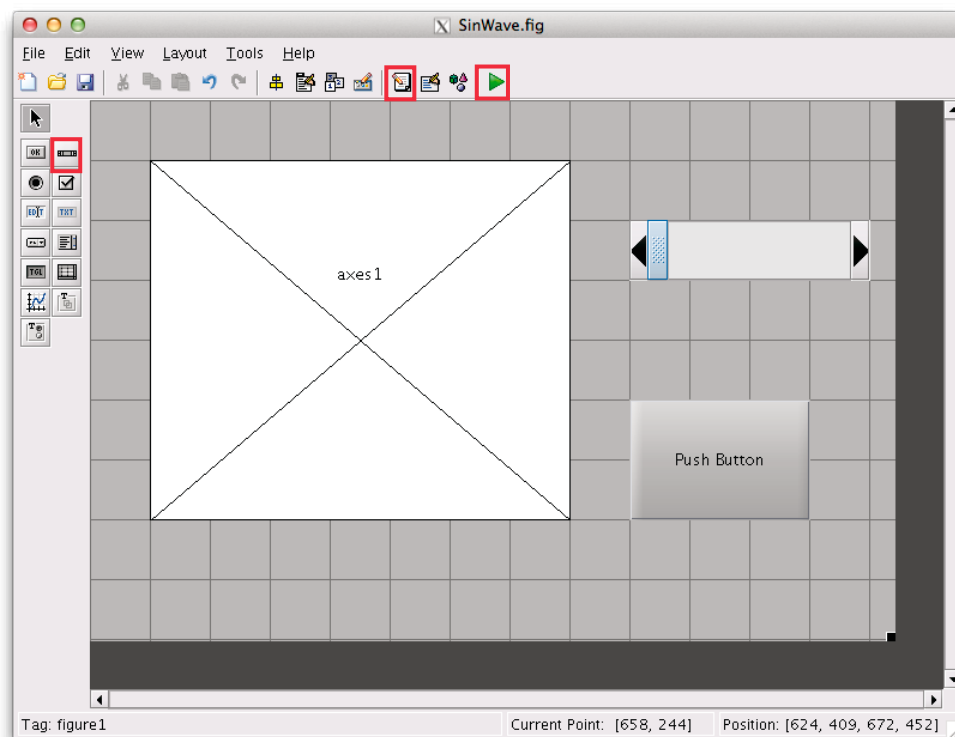 SinWave.fig
File Edit View Layout Tools Help
OK
EDIT TXT
TGL
axes1
Push Button
Tag: figure1
Current Point: [658, 244]
Position: [624, 409, 672, 452]